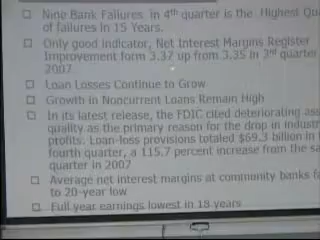 Nine Bank Failures in 4th quarter is the Highest Qu
of failures in 15 Years.
Only good indicator, Net Interest Margins Register
Improvement form 3.37 up from 3.35 in 3rd quarter
2007.
Loan Losses Continue to Grow
Growth in Noncurrent Loans Remain High
In its latest release, the FDIC cited deteriorating ass
quality as the primary reason for the drop in industr
profits. Loan-loss provisions totaled $69.3 billion in
fourth quarter, a 115.7 percent increase from the sa
quarter in 2007
Average net interest margins at community banks fa
to 20-year low
Full year earnings lowest in 18 years